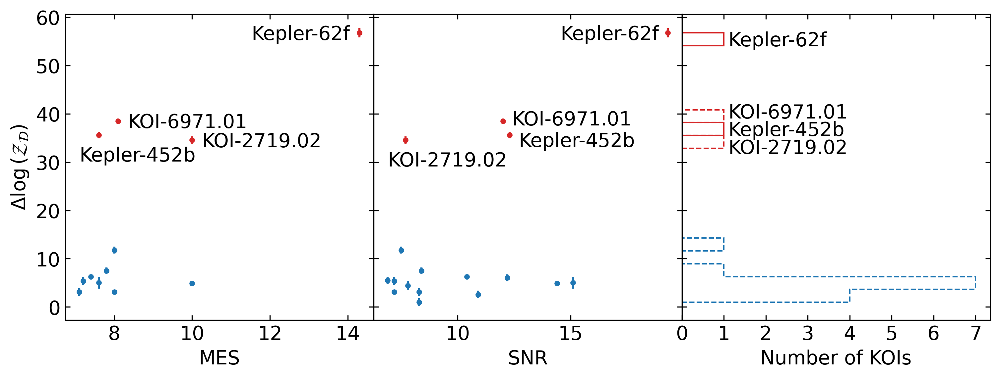 60
50
40
30
20
10
0
Δlog(𝒵_𝒟)
Kepler-62f
KOI-6971.01
KOI-2719.02
Kepler-452b
8 10 12 14
MES
Kepler-62f
KOI-6971.01
Kepler-452b
KOI-2719.02
10 15
SNR
Kepler-62f
KOI-6971.01
Kepler-452b
KOI-2719.02
0 1 2 3 4 5 6 7
Number of KOIs